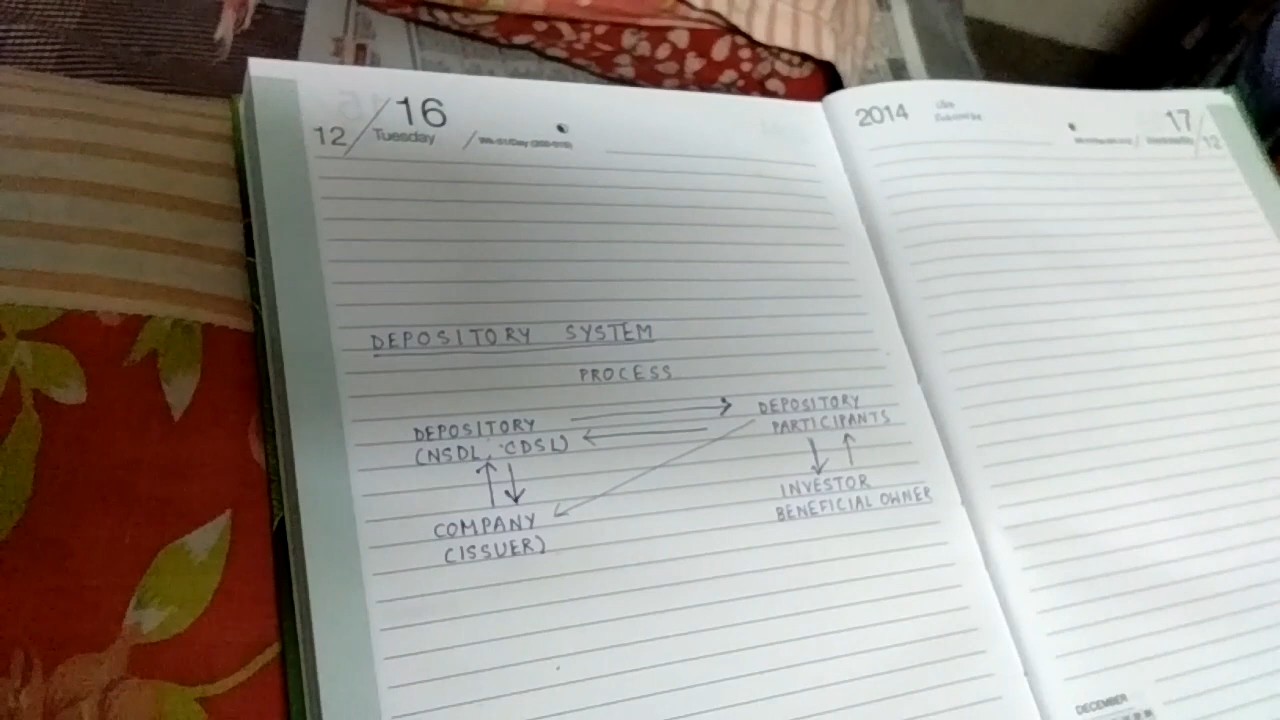 16
12 Tuesday
2014
17
12
DEPOSITORY SYSTEM
PROCESS
DEPOSITORY
(NSDL, CDSL)
DEPOSITORY
PARTICIPANTS
COMPANY
(ISSUER)
INVESTOR
BENEFICIAL OWNER
DECEMBER